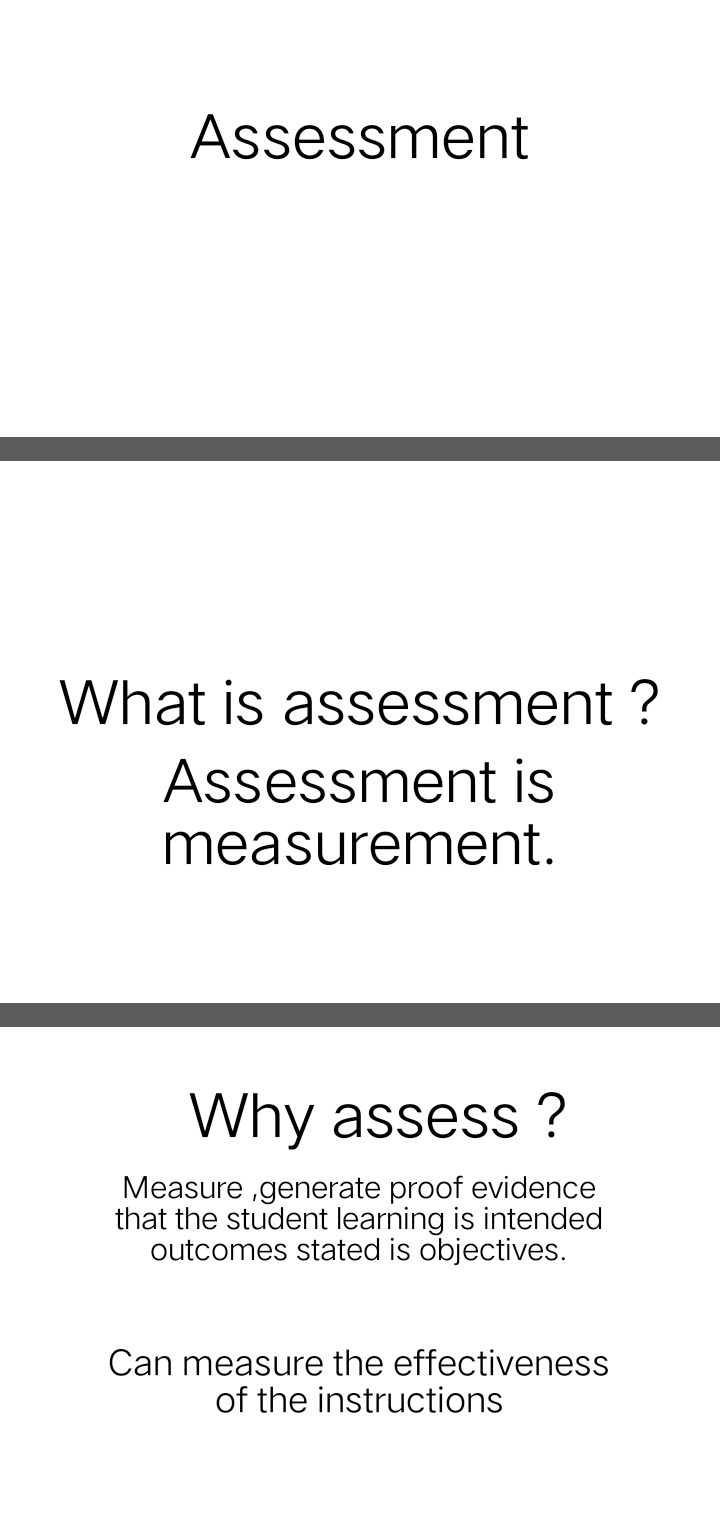 Assessment
What is assessment ?
Assessment is
measurement.
Why assess ?
Measure ,generate proof evidence
that the student learning is intended
outcomes stated is objectives.
Can measure the effectiveness
of the instructions